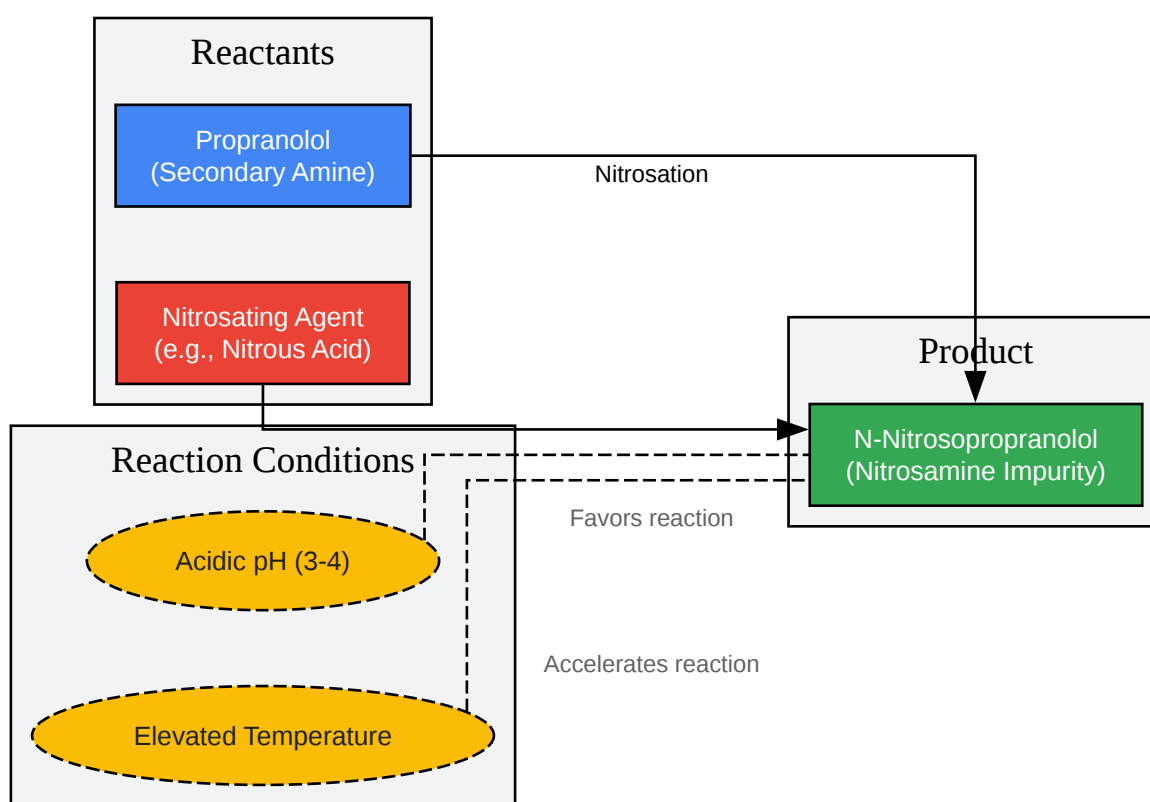 Reactants
Propranolol
(Secondary Amine)
Nitrosation
Nitrosating Agent
(e.g., Nitrous Acid)
Product
N-Nitrosopropranolol
(Nitrosamine Impurity)
Reaction Conditions
Favors reaction
Acidic pH (3-4)
Accelerates reaction
Elevated Temperature